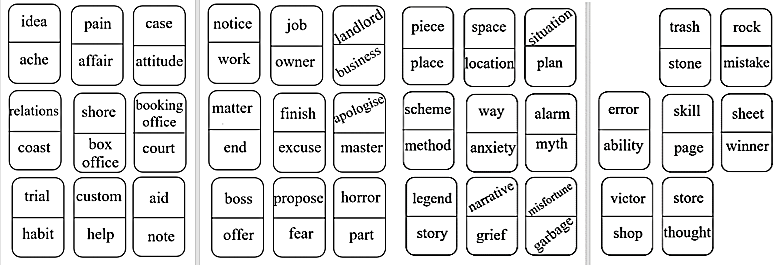 idea
ache
pain
affair
case
attitude
notice
work
job
owner
landlord
business
piece
place
space
location
situation
plan
trash
stone
rock
mistake
relations
coast
shore
box
office
booking
office
court
matter
end
finish
excuse
apologise
master
scheme
method
way
anxiety
alarm
myth
error
ability
skill
page
sheet
winner
trial
habit
custom
help
aid
note
boss
offer
propose
fear
horror
part
legend
story
narrative
grief
misfortune
garbage
victor
shop
store
thought